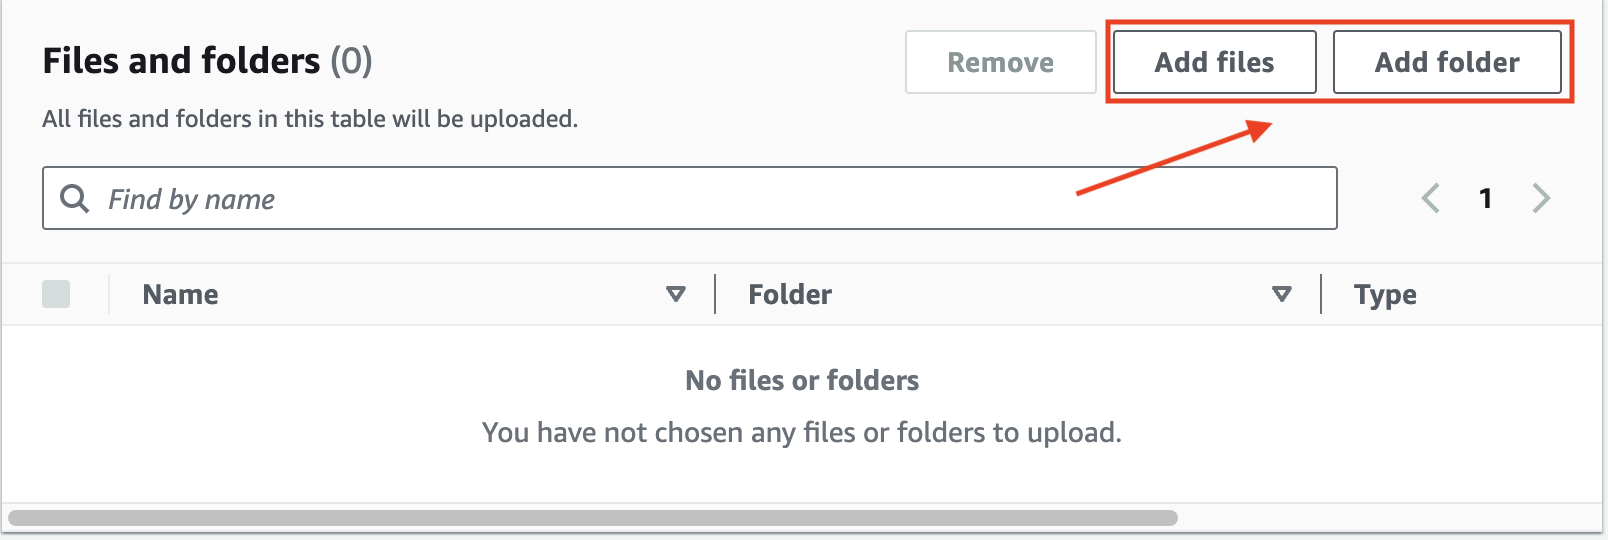 Files and folders (0)
Remove
Add files
Add folder
All files and folders in this table will be uploaded.
Find by name
1
Name
Folder
Type
No files or folders
You have not chosen any files or folders to upload.